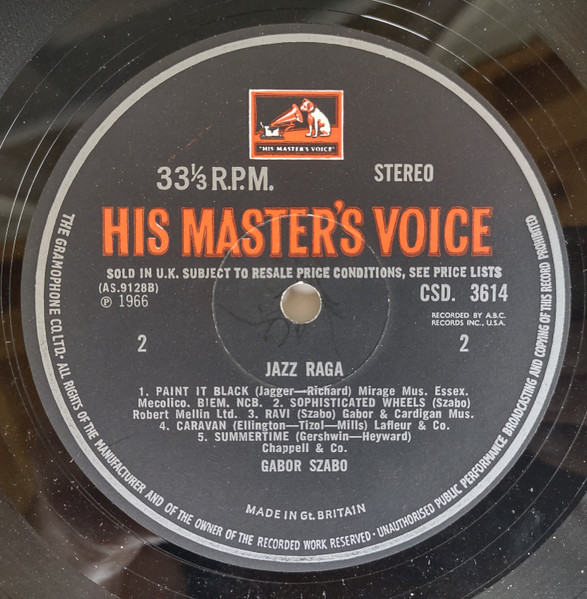 "HIS MASTER'S VOICE"
33⅓ R.P.M.
STEREO
HIS MASTER'S VOICE
SOLD IN U.K. SUBJECT TO RESALE PRICE CONDITIONS, SEE PRICE LISTS
(AS.9128B)
CSD. 3614
Ⓟ 1966
RECORDED BY A.B.C.
RECORDS INC., U.S.A.
2
2
JAZZ RAGA
1. PAINT IT BLACK (Jagger—Richard) Mirage Mus. Essex.
Mecolico. B!EM. NCB. 2. SOPHISTICATED WHEELS (Szabo)
Robert Mellin Ltd. 3. RAVI (Szabo) Gabor & Cardigan Mus.
4. CARAVAN (Ellington—Tizol—Mills) Lafleur & Co.
5. SUMMERTIME (Gershwin—Heyward)
Chappell & Co.
GABOR SZABO
MADE IN Gt. BRITAIN
THE GRAMOPHONE CO. LTD. · ALL RIGHTS OF THE MANUFACTURER AND OF THE OWNER OF THE RECORDED WORK RESERVED · UNAUTHORISED PUBLIC PERFORMANCE BROADCASTING AND COPYING OF THIS RECORD PROHIBITED